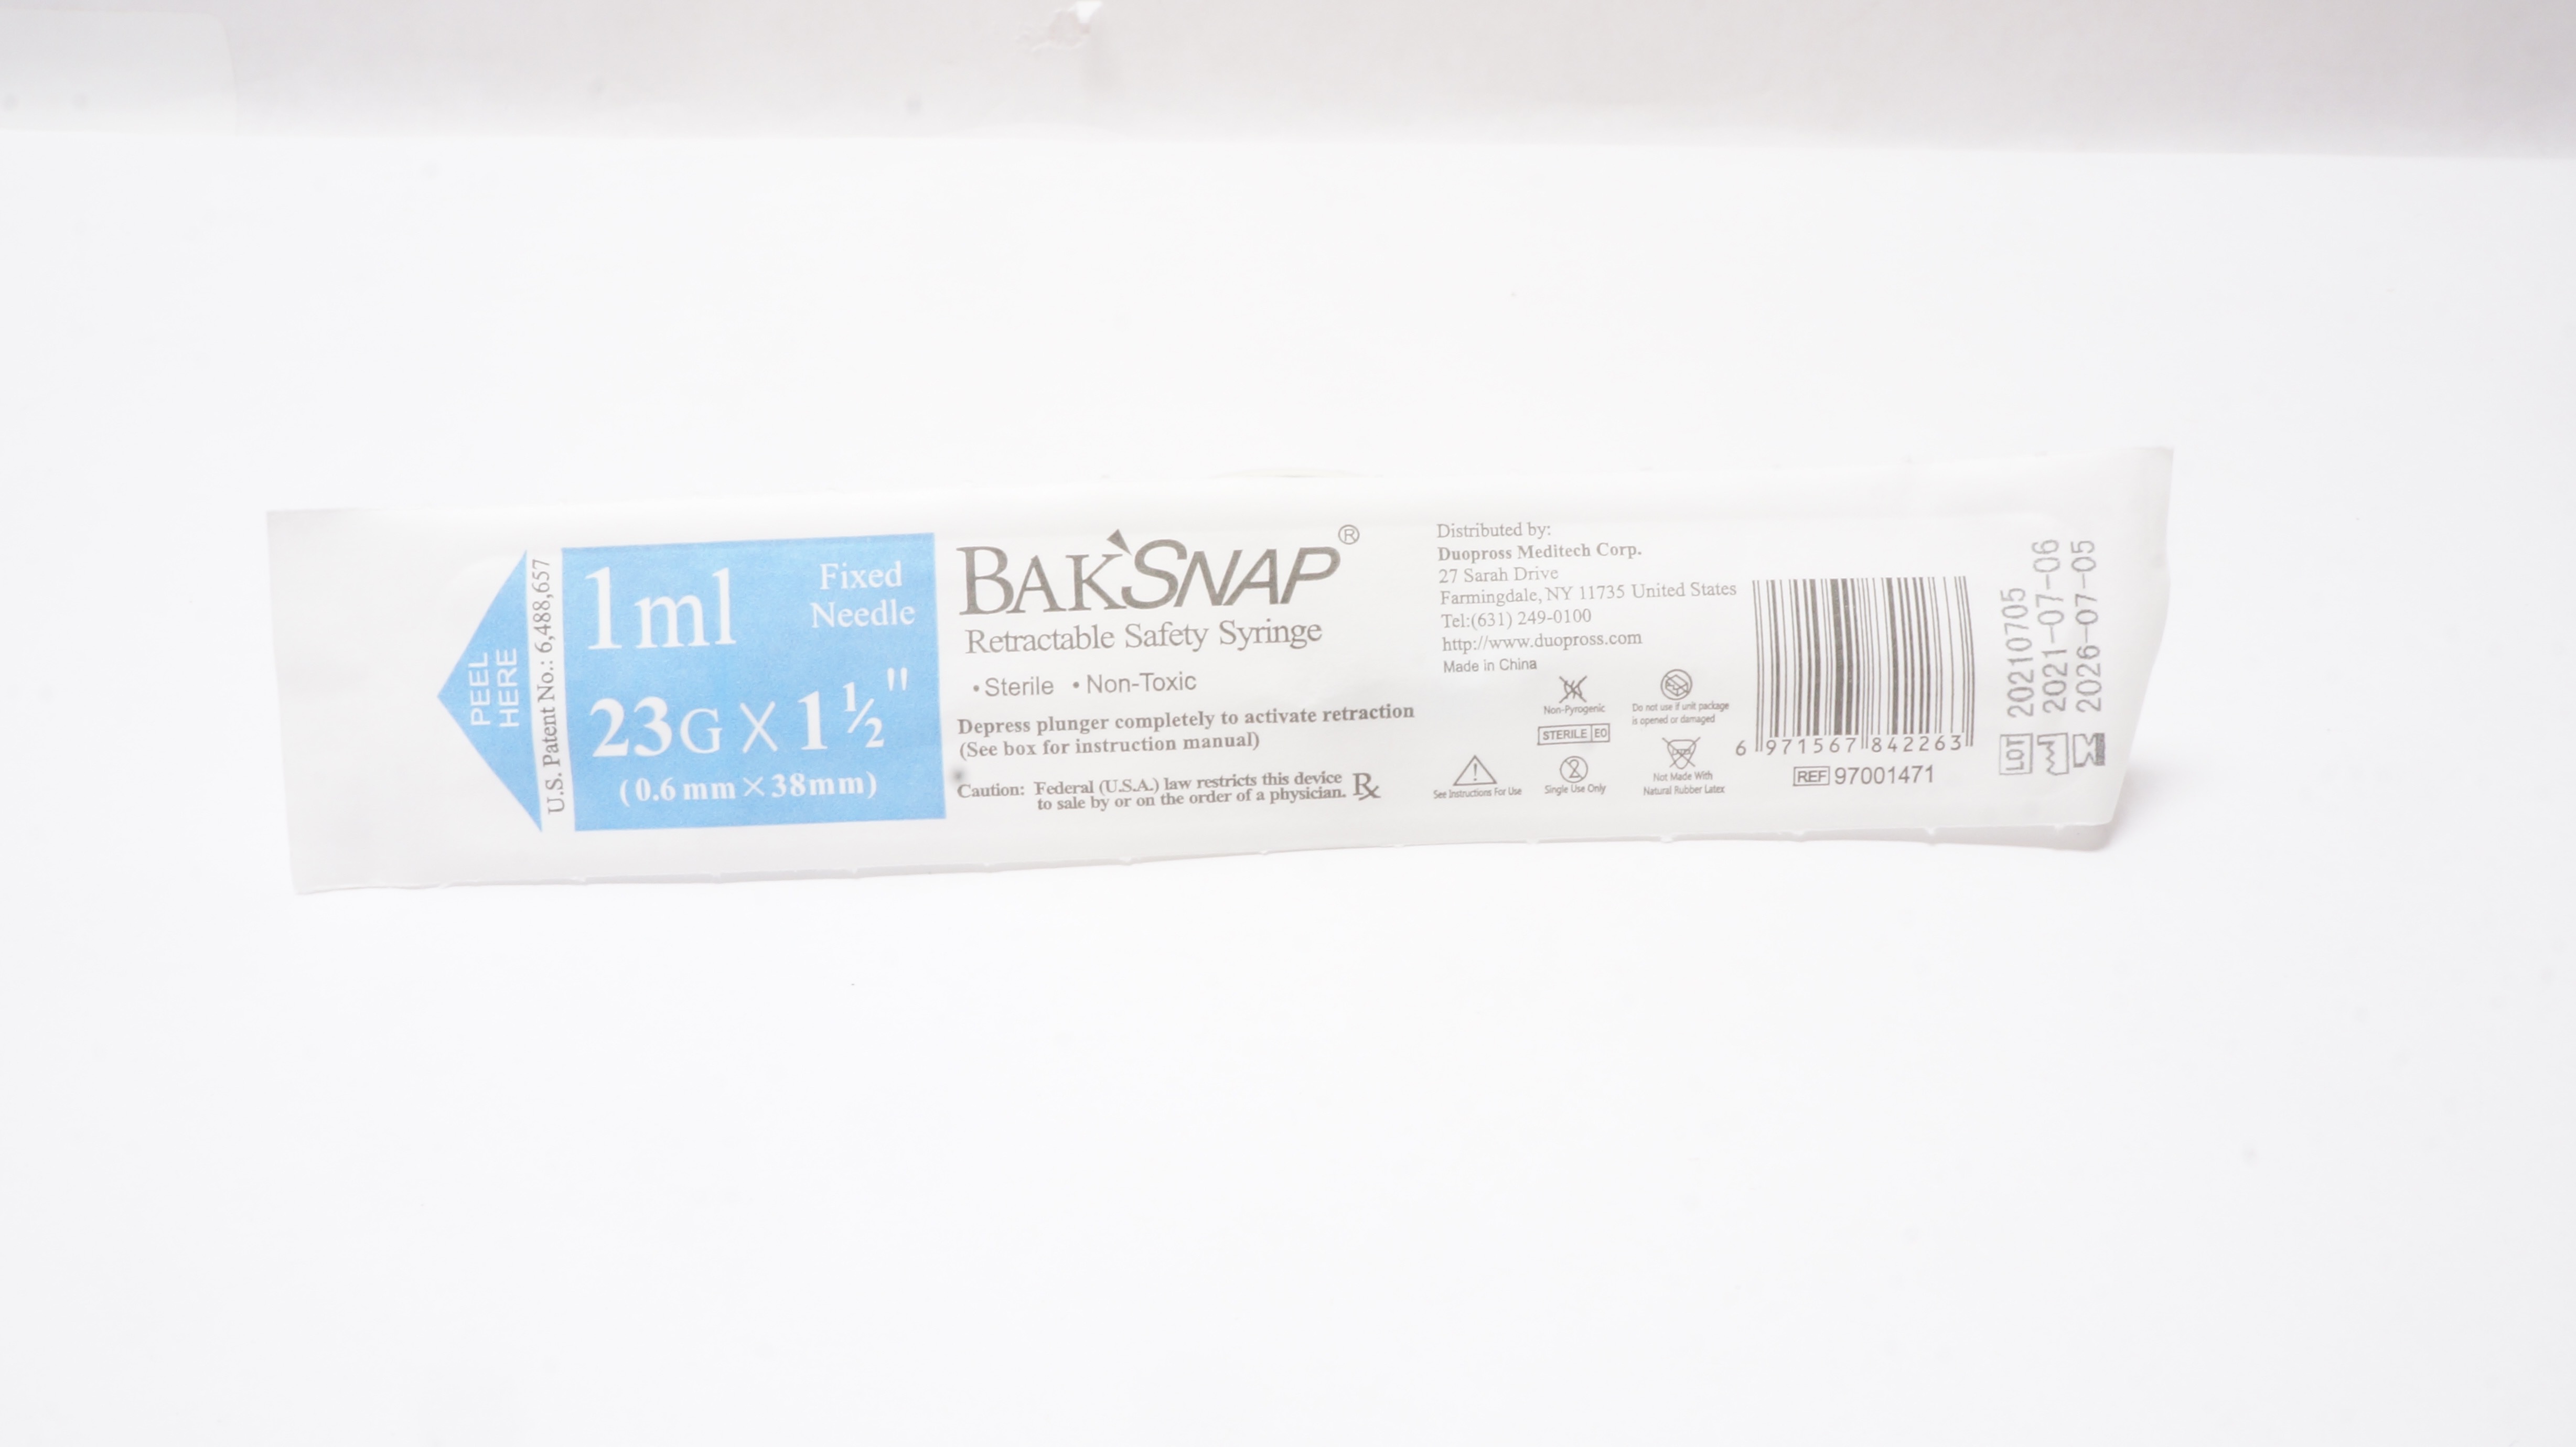 PEEL
HERE
U.S. Patent No.: 6,488,657
1ml
Fixed
Needle
23G X 1½"
(0.6mm×38mm)
BAKSNAP®
Retractable Safety Syringe
• Sterile • Non-Toxic
Depress plunger completely to activate retraction
(See box for instruction manual)
Caution: Federal (U.S.A.) law restricts this device
to sale by or on the order of a physician. ℞
Distributed by:
Duopross Meditech Corp.
27 Sarah Drive
Farmingdale, NY 11735 United States
Tel:(631) 249-0100
http://www.duopross.com
Made in China
Non-Pyrogenic
Do not use if unit package
is opened or damaged
STERILE EO
See Instructions For Use
2
Single Use Only
Not Made With
Natural Rubber Latex
6 971567 842263
REF 97001471
LOT 20210705
2021-07-06
2026-07-05